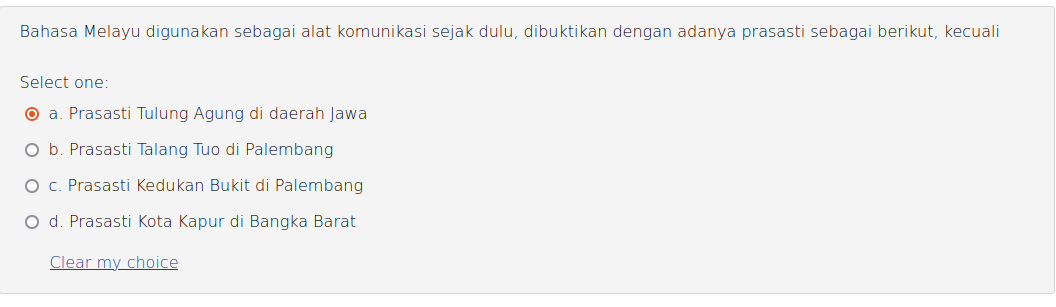 Bahasa Melayu digunakan sebagai alat komunikasi sejak dulu, dibuktikan dengan adanya prasasti sebagai berikut, kecuali
Select one:
a. Prasasti Tulung Agung di daerah Jawa
b. Prasasti Talang Tuo di Palembang
c. Prasasti Kedukan Bukit di Palembang
d. Prasasti Kota Kapur di Bangka Barat
Clear my choice